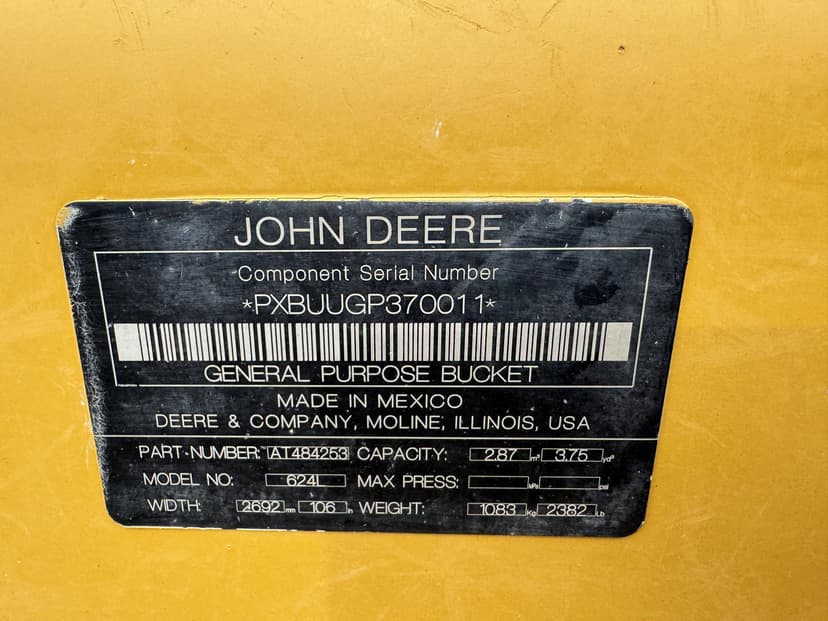 JOHN DEERE
Component Serial Number
*PXBUUGP370011*
GENERAL PURPOSE BUCKET
MADE IN MEXICO
DEERE & COMPANY, MOLINE, ILLINOIS, USA
PART NUMBER: AT484253 CAPACITY: 2.87 m³ 3.75 yd³
MODEL NO: 624L MAX PRESS: kPa psi
WIDTH: 2692 mm 106 in WEIGHT: 1083 Kg 2382 Lb